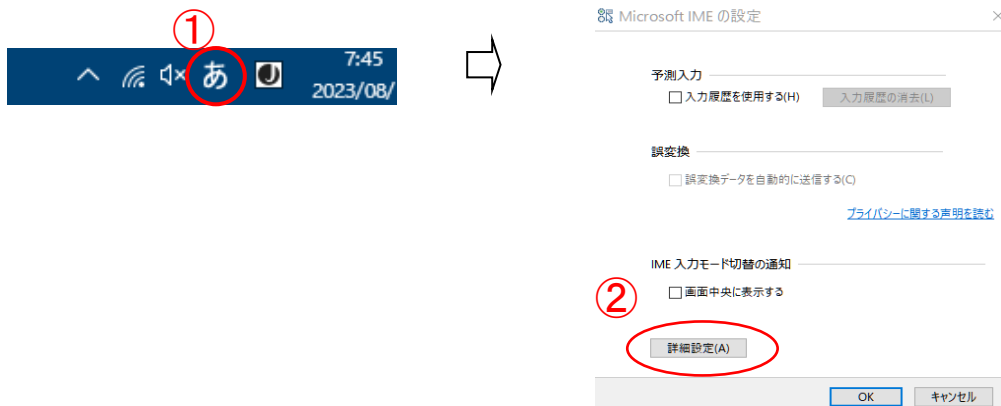 ①
あ
7:45
2023/08/
Microsoft IME の設定
予測入力
入力履歴を使用する(H)
入力履歴の消去(L)
誤変換
誤変換データを自動的に送信する(C)
プライバシーに関する声明を読む
IME 入力モード切替の通知
画面中央に表示する
②
詳細設定(A)
OK
キャンセル